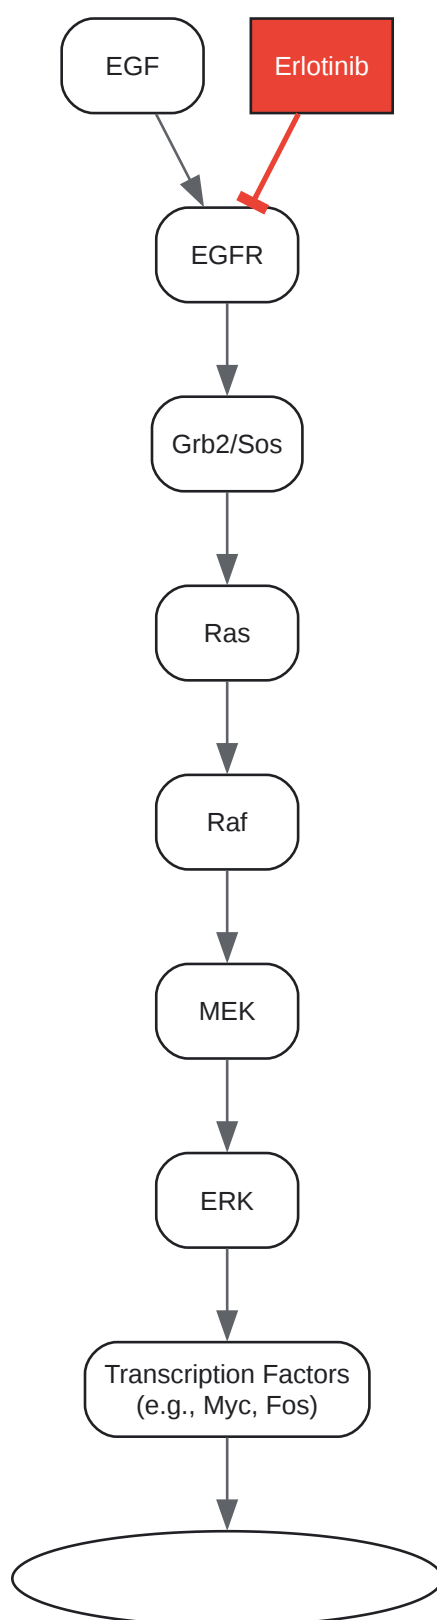 EGF
Erlotinib
EGFR
Grb2/Sos
Ras
Raf
MEK
ERK
Transcription Factors
(e.g., Myc, Fos)